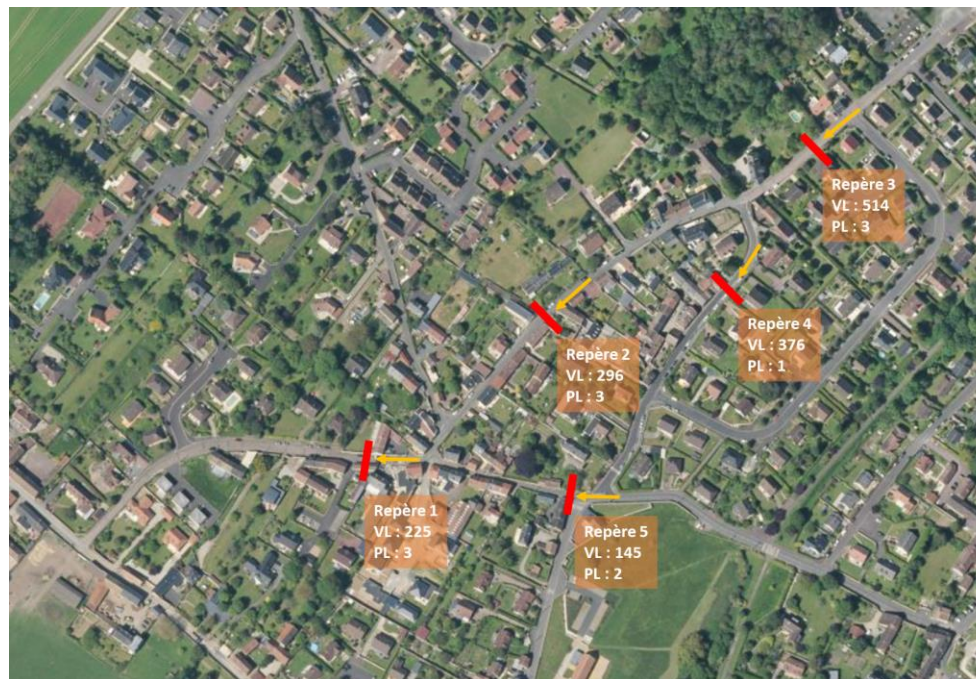 Repère 3
VL : 514
PL : 3
Repère 4
VL : 376
PL : 1
Repère 2
VL : 296
PL : 3
Repère 1
VL : 225
PL : 3
Repère 5
VL : 145
PL : 2